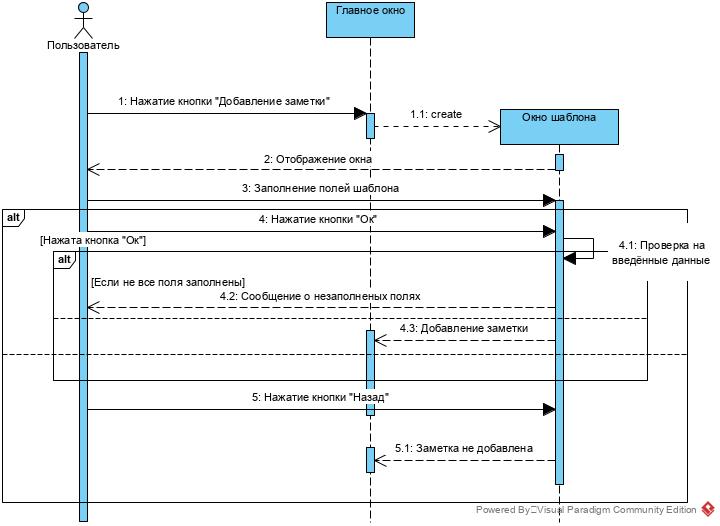 Главное окно
Пользователь
1: Нажатие кнопки "Добавление заметки"
1.1: create
Окно шаблона
2: Отображение окна
3: Заполнение полей шаблона
alt
4: Нажатие кнопки "Ок"
[Нажата кнопка "Ок"]
4.1: Проверка на
введённые данные
alt
[Если не все поля заполнены]
4.2: Сообщение о незаполненых полях
4.3: Добавление заметки
5: Нажатие кнопки "Назад"
5.1: Заметка не добавлена
Powered By Visual Paradigm Community Edition